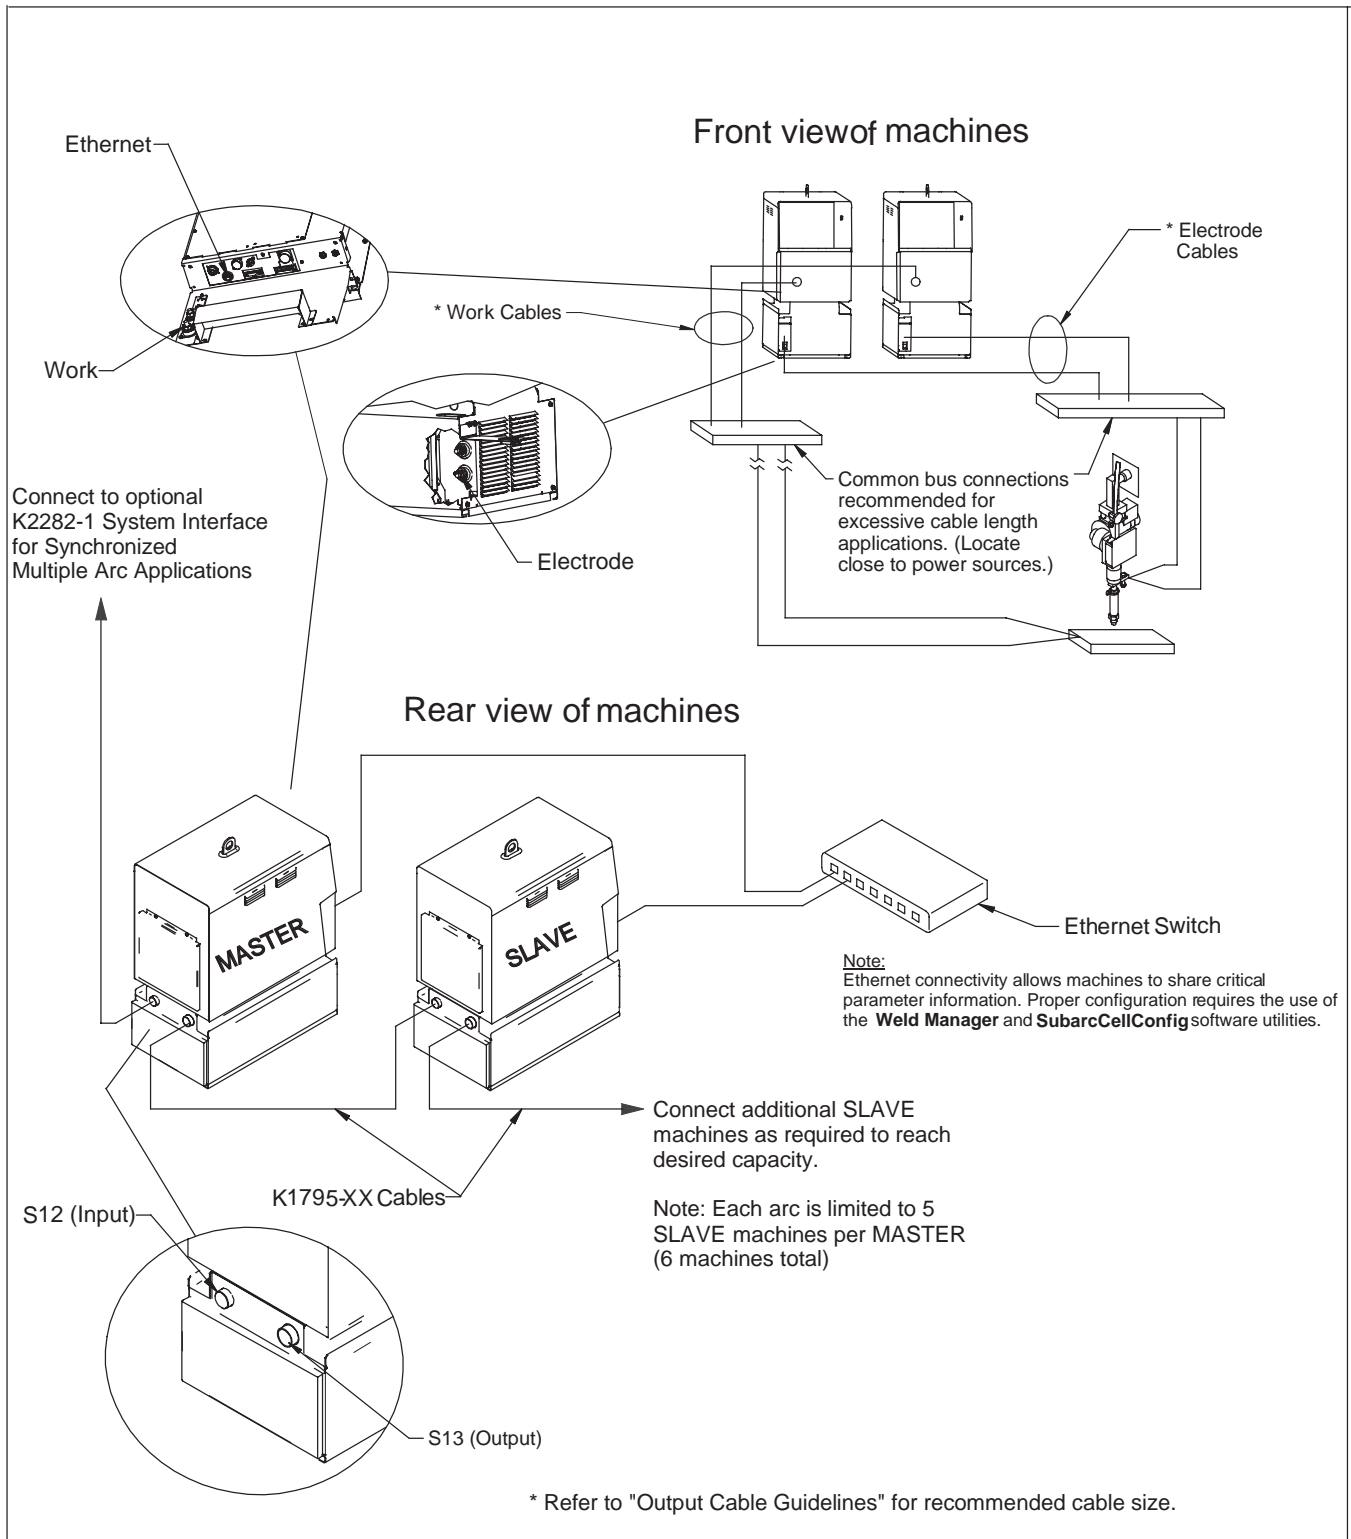 Front viewof machines
Ethernet
* Electrode
Cables
* Work Cables
Work
Connect to optional
K2282-1 System Interface
for Synchronized
Multiple Arc Applications
Electrode
Common bus connections
recommended for
excessive cable length
applications. (Locate
close to power sources.)
Rear view of machines
MASTER
SLAVE
Ethernet Switch
Note:
Ethernet connectivity allows machines to share critical
parameter information. Proper configuration requires the use of
the Weld Manager and SubarcCellConfig software utilities.
Connect additional SLAVE
machines as required to reach
desired capacity.
K1795-XX Cables
Note: Each arc is limited to 5
SLAVE machines per MASTER
(6 machines total)
S12 (Input)
S13 (Output)
* Refer to "Output Cable Guidelines" for recommended cable size.